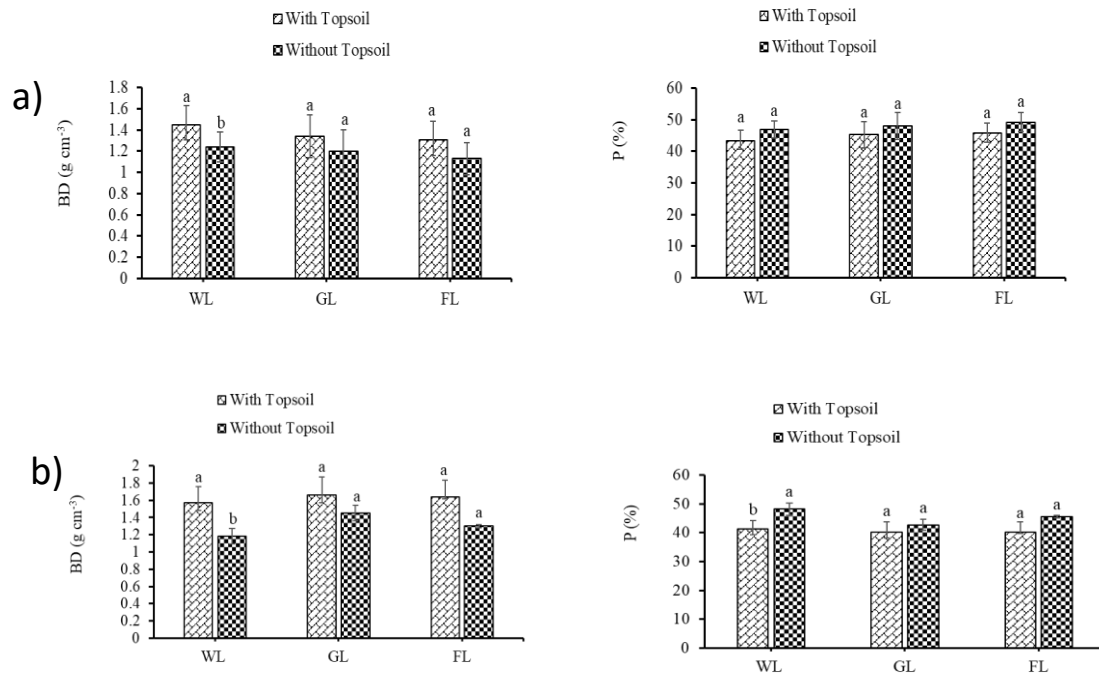 With Topsoil
Without Topsoil
a)
BD (g cm-3)
1.8
1.6
1.4
1.2
1
0.8
0.6
0.4
0.2
0
a
b
a
a
a
a
WL
GL
FL
With Topsoil
Without Topsoil
P (%)
60
50
40
30
20
10
0
a
a
a
a
a
a
WL
GL
FL
With Topsoil
Without Topsoil
b)
BD (g cm-3)
2
1.8
1.6
1.4
1.2
1
0.8
0.6
0.4
0.2
0
a
b
a
a
a
a
WL
GL
FL
With Topsoil
Without Topsoil
P (%)
60
50
40
30
20
10
0
b
a
a
a
a
a
WL
GL
FL